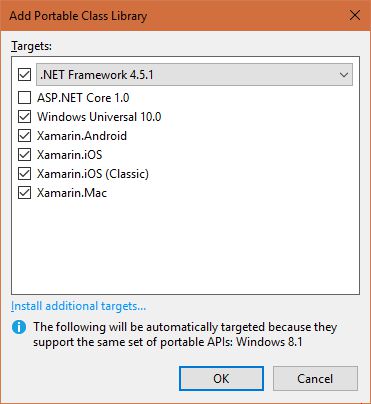 Add Portable Class Library
Targets:
.NET Framework 4.5.1
ASP.NET Core 1.0
Windows Universal 10.0
Xamarin.Android
Xamarin.iOS
Xamarin.iOS (Classic)
Xamarin.Mac
Install additional targets...
The following will be automatically targeted because they
support the same set of portable APIs: Windows 8.1
OK
Cancel